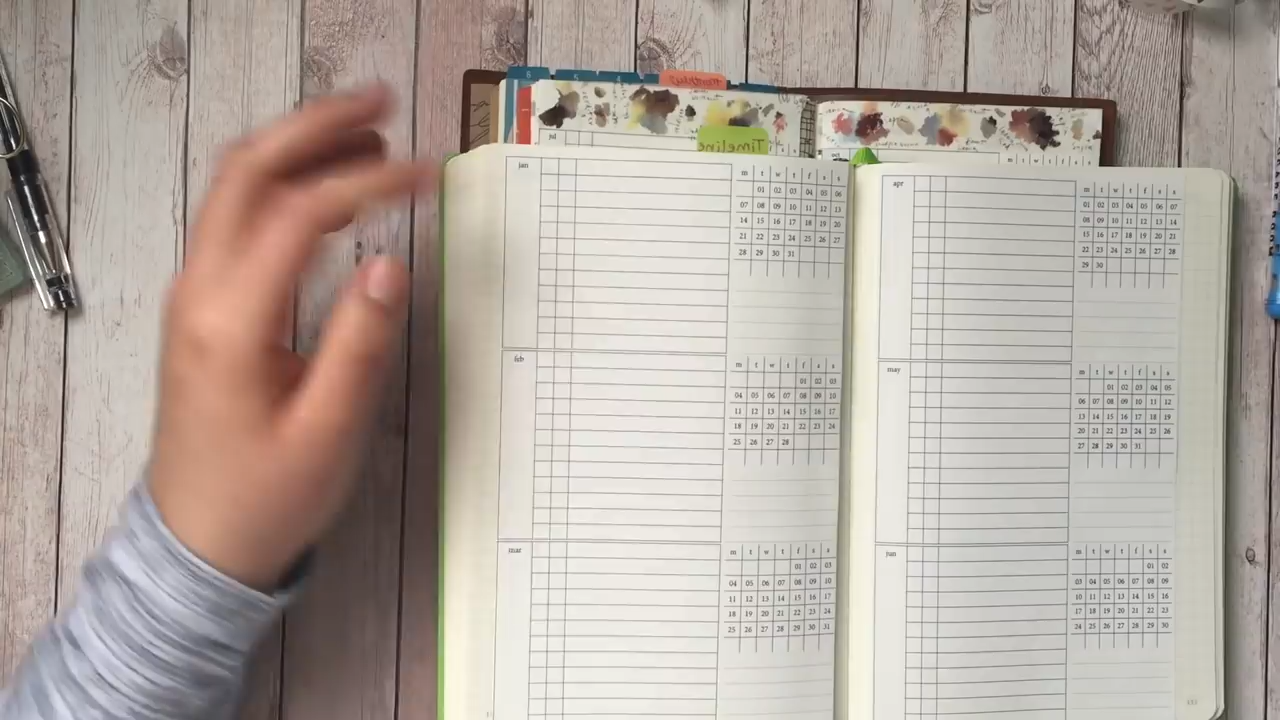 6 5 4
Timeline
jul
oct
m t w t f s s
jan
m t w t f s s
01 02 03 04 05 06
07 08 09 10 11 12 13
14 15 16 17 18 19 20
21 22 23 24 25 26 27
28 29 30 31
feb
m t w t f s s
01 02 03
04 05 06 07 08 09 10
11 12 13 14 15 16 17
18 19 20 21 22 23 24
25 26 27 28
mar
m t w t f s s
01 02 03
04 05 06 07 08 09 10
11 12 13 14 15 16 17
18 19 20 21 22 23 24
25 26 27 28 29 30 31
apr
m t w t f s s
01 02 03 04 05 06 07
08 09 10 11 12 13 14
15 16 17 18 19 20 21
22 23 24 25 26 27 28
29 30
may
m t w t f s s
01 02 03 04 05
06 07 08 09 10 11 12
13 14 15 16 17 18 19
20 21 22 23 24 25 26
27 28 29 30 31
jun
m t w t f s s
01 02
03 04 05 06 07 08 09
10 11 12 13 14 15 16
17 18 19 20 21 22 23
24 25 26 27 28 29 30